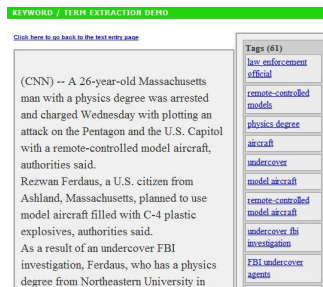 KEYWORD / TERM EXTRACTION DEMO
Click here to go back to the text entry page
(CNN) -- A 26-year-old Massachusetts
man with a physics degree was arrested
and charged Wednesday with plotting an
attack on the Pentagon and the U.S. Capitol
with a remote-controlled model aircraft,
authorities said.
Rezwan Ferdaus, a U.S. citizen from
Ashland, Massachusetts, planned to use
model aircraft filled with C-4 plastic
explosives, authorities said.
As a result of an undercover FBI
investigation, Ferdaus, who has a physics
degree from Northeastern University in
Tags (61)
law enforcement
official
remote-controlled
models
physics degree
aircraft
undercover
model aircraft
remote-controlled
model aircraft
undercover fbi
investigation
FBI undercover
agents